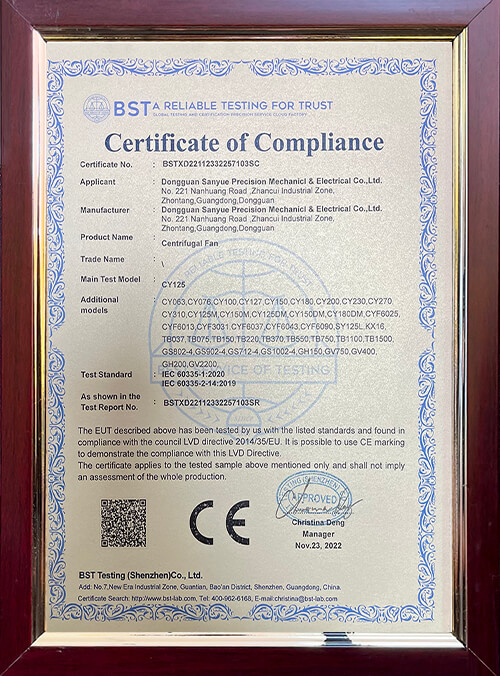 BST A RELIABLE TESTING FOR TRUST
GLOBAL TESTING AND CERTIFICATION PRECISION SERVICE CLOUD FACTORY.
Certificate of Compliance
Certificate No. : BSTXD22112332257103SC
Applicant : Dongguan Sanyue Precision Mechanicl & Electrical Co.,Ltd.
No. 221 Nanhuang Road ,Zhancui Industrial Zone,
Zhontang,Guangdong,Dongguan
Manufacturer : Dongguan Sanyue Precision Mechanicl & Electrical Co.,Ltd.
No. 221 Nanhuang Road ,Zhancui Industrial Zone,
Zhontang,Guangdong,Dongguan
Product Name : Centrifugal Fan
Trade Name : \
Main Test Model : CY125
Additional models : CY063,CY076,CY100,CY127,CY150,CY180,CY200,CY230,CY270
CY310,CY125M,CY150M,CY125DM,CY150DM,CY180DM,CYF6025,
CYF6013,CYF3031,CYF6037,CYF6043,CYF6090,SY125L,KX16,
TB037,TB075,TB150,TB220,TB370,TB550,TB750,TB1100,TB1500,
GS802-4,GS902-4,GS712-4,GS1002-4,GH150,GV750,GV400,
GH200,GV2200,
Test Standard : IEC 60335-1:2020
IEC 60335-2-14:2019
As shown in the
Test Report No. : BSTXD22112332257103SR
The EUT described above has been tested by us with the listed standards and found in
compliance with the council LVD directive 2014/35/EU. It is possible to use CE marking
to demonstrate the compliance with this LVD Directive.
The certificate applies to the tested sample above mentioned only and shall not imply
an assessment of the whole production.
CE
APPROVED
Christina Deng
Manager
Nov.23, 2022
BST Testing (Shenzhen)Co., Ltd.
Add: No.7,New Era Industrial Zone, Guantian, Bao'an District, Shenzhen, Guangdong, China.
Certificate Search: http://www.bst-lab.com, Tel: 400-962-6168, E-mail:christina@bst-lab.com